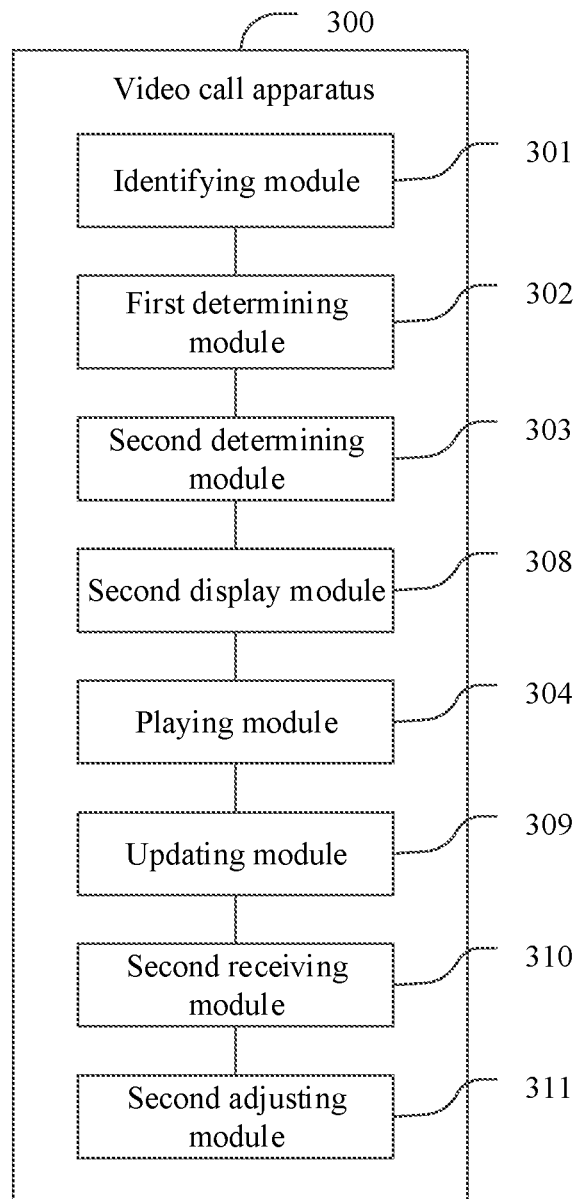 300
Video call apparatus
Identifying module
301
First determining
module
302
Second determining
module
303
Second display module
308
Playing module
304
Updating module
309
Second receiving
module
310
Second adjusting
module
311